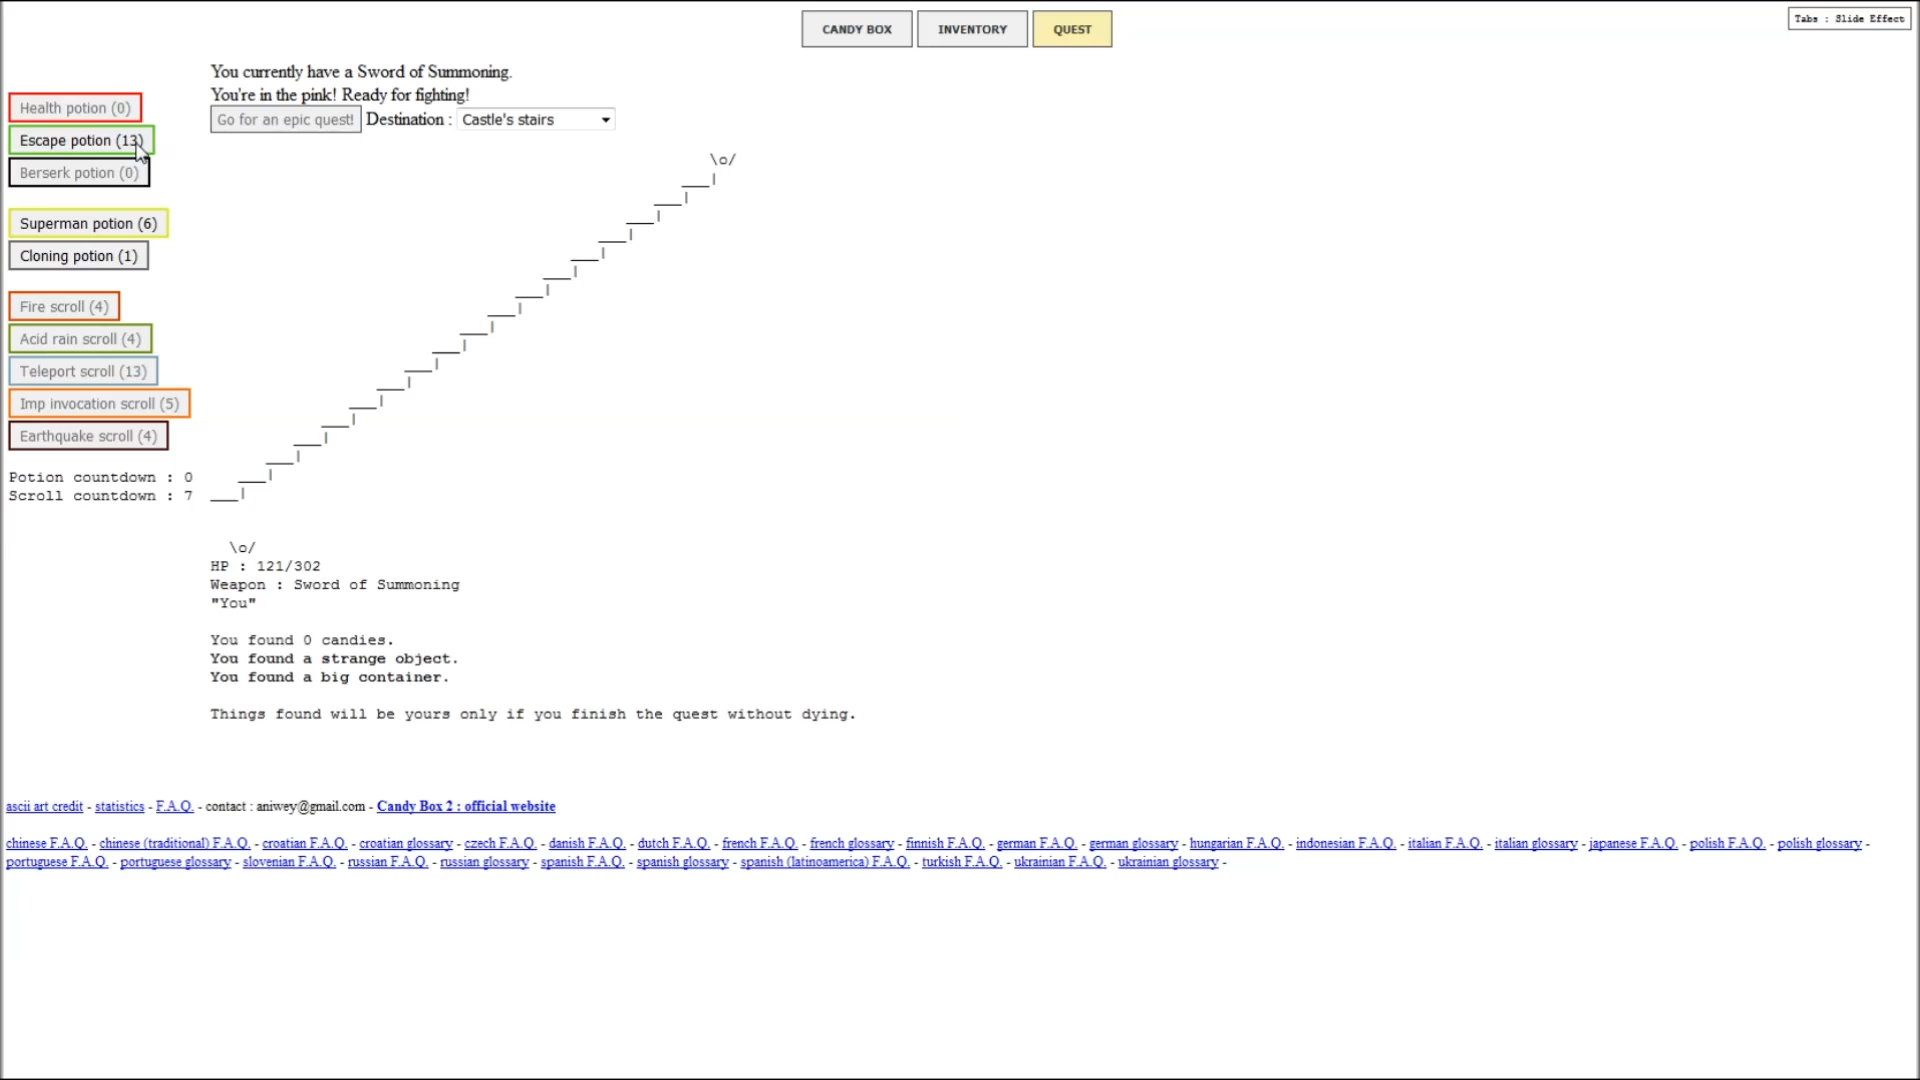 CANDY BOX INVENTORY QUEST
Tabs : Slide Effect
You currently have a Sword of Summoning.
You're in the pink! Ready for fighting!
Go for an epic quest! Destination : Castle's stairs
Health potion (0)
Escape potion (13)
Berserk potion (0)
Superman potion (6)
Cloning potion (1)
Fire scroll (4)
Acid rain scroll (4)
Teleport scroll (13)
Imp invocation scroll (5)
Earthquake scroll (4)
Potion countdown : 0
Scroll countdown : 7
\o/
\o/
HP : 121/302
Weapon : Sword of Summoning
"You"
You found 0 candies.
You found a strange object.
You found a big container.
Things found will be yours only if you finish the quest without dying.
ascii art credit - statistics - F.A.Q. - contact : aniwey@gmail.com - Candy Box 2 : official website
chinese F.A.Q. - chinese (traditional) F.A.Q. - croatian F.A.Q. - croatian glossary - czech F.A.Q. - danish F.A.Q. - dutch F.A.Q. - french F.A.Q. - french glossary - finnish F.A.Q. - german F.A.Q. - german glossary - hungarian F.A.Q. - indonesian F.A.Q. - italian F.A.Q. - italian glossary - japanese F.A.Q. - polish F.A.Q. - polish glossary -
portuguese F.A.Q. - portuguese glossary - slovenian F.A.Q. - russian F.A.Q. - russian glossary - spanish F.A.Q. - spanish glossary - spanish (latinoamerica) F.A.Q. - turkish F.A.Q. - ukrainian F.A.Q. - ukrainian glossary -